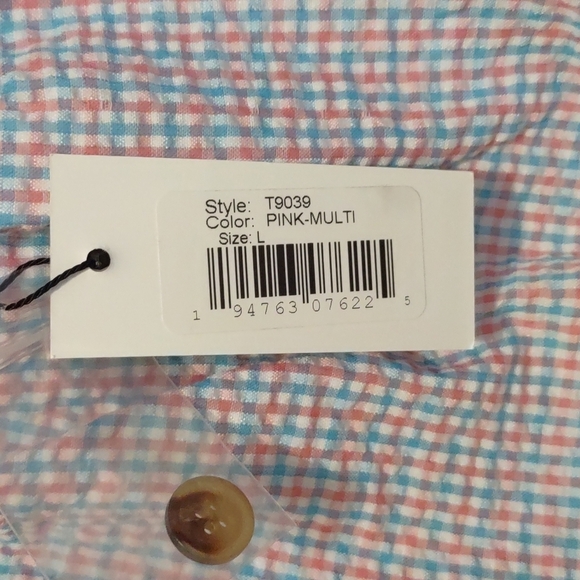 Style: T9039
Color: PINK-MULTI
Size: L
1 94763 07622 5